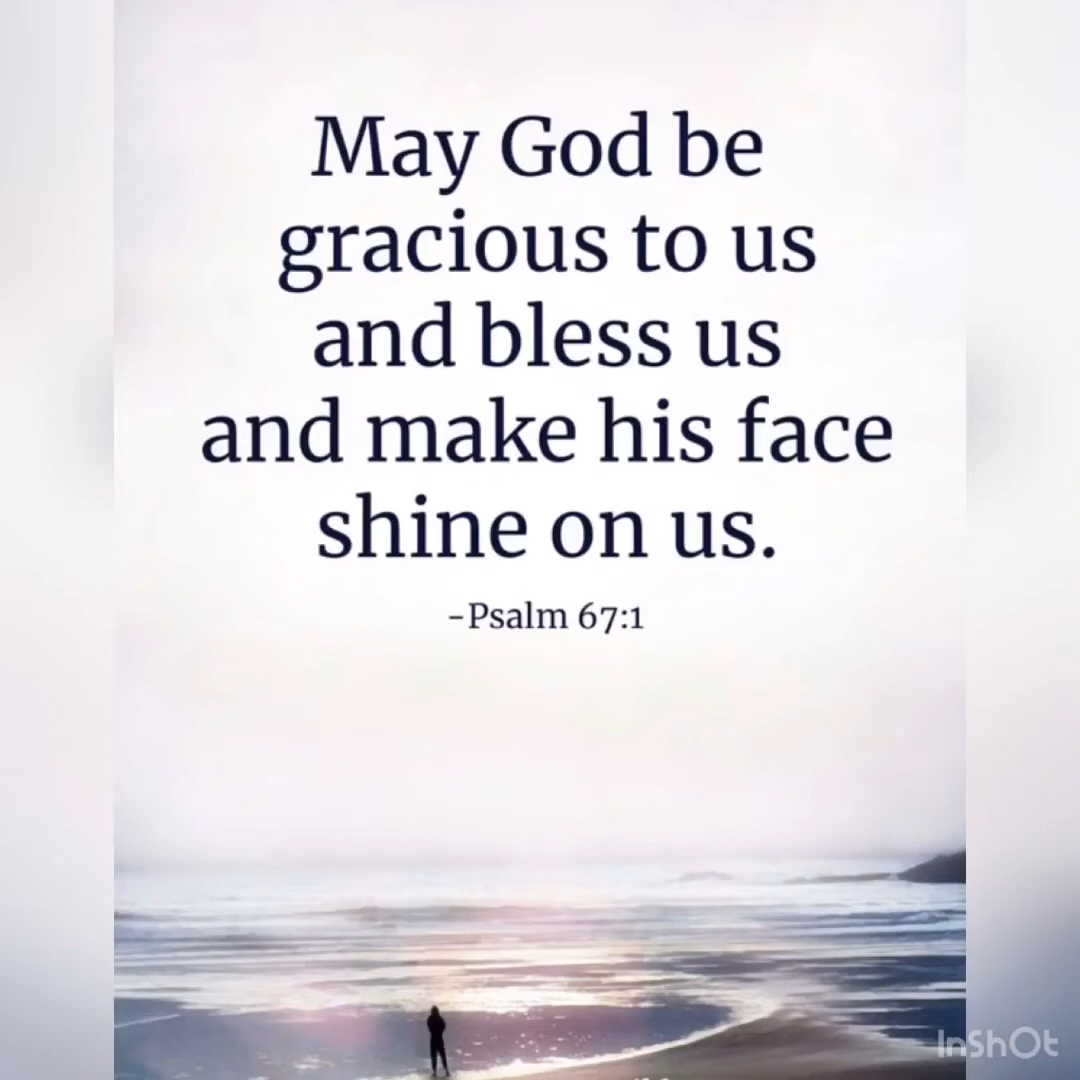 May God be
gracious to us
and bless us
and make his face
shine on us.
-Psalm 67:1
InShOt